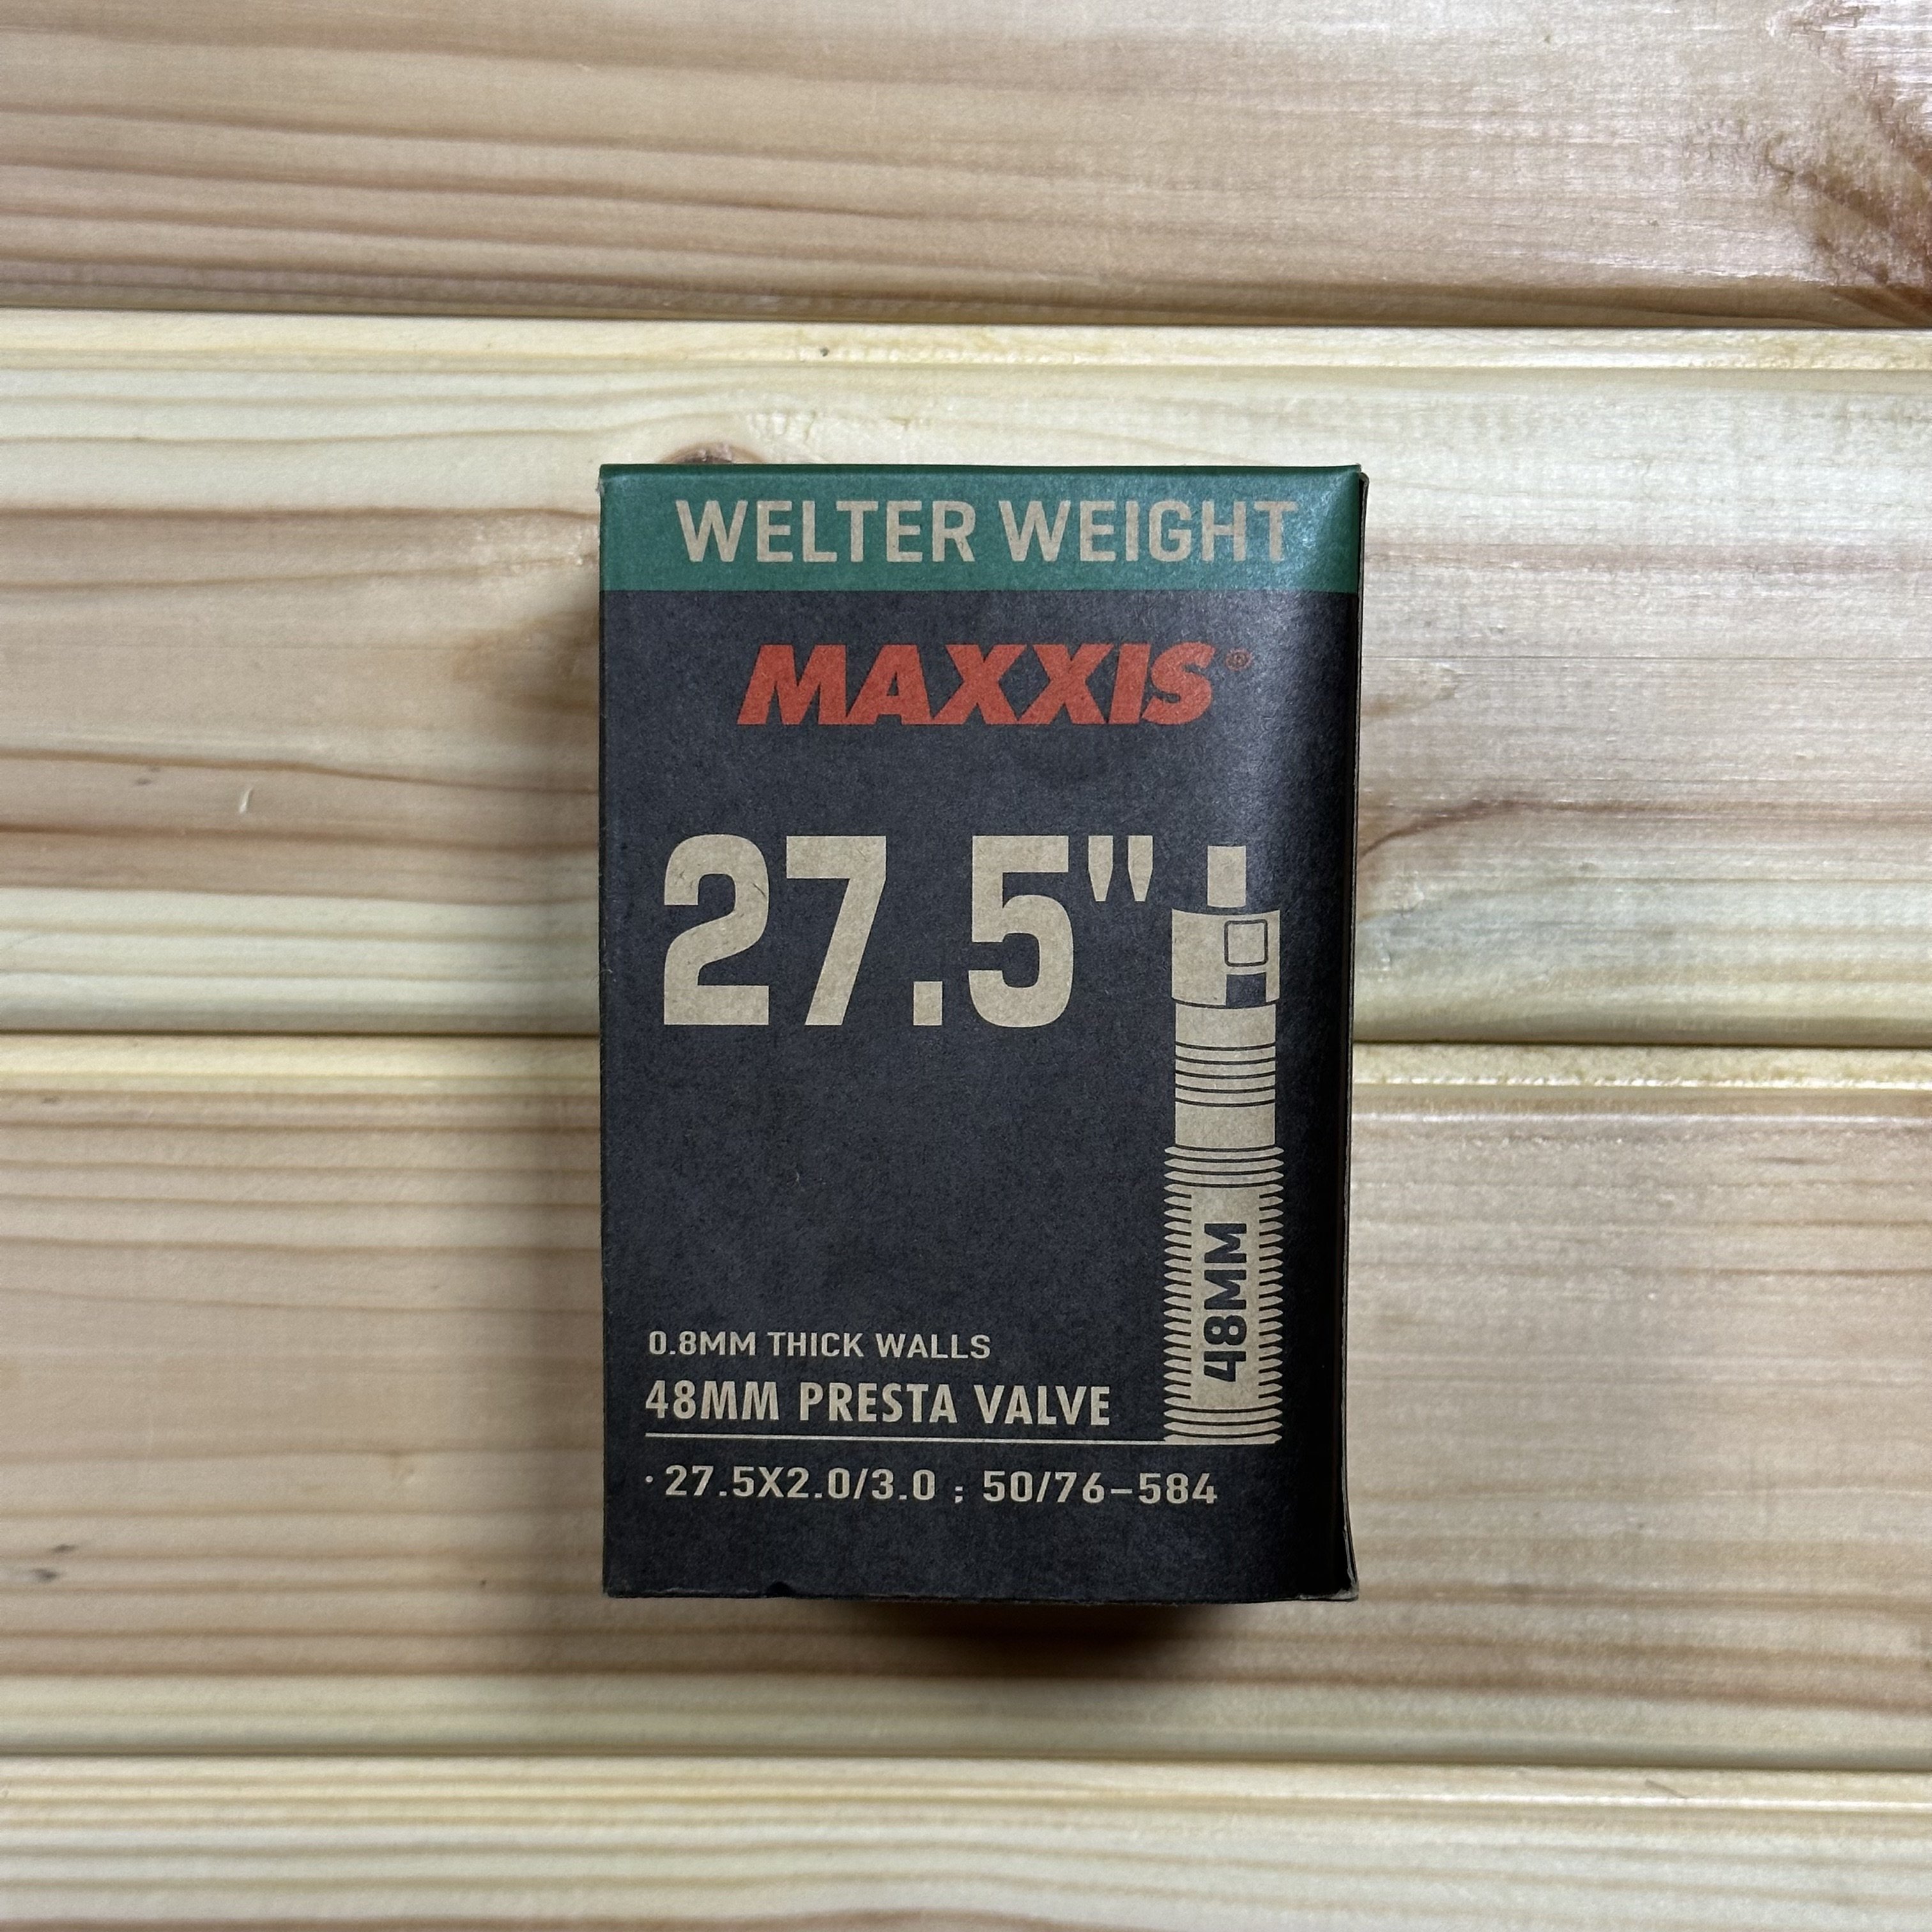 WELTER WEIGHT
MAXXIS®
27.5"
48MM
0.8MM THICK WALLS
48MM PRESTA VALVE
·27.5X2.0/3.0 ; 50/76-584